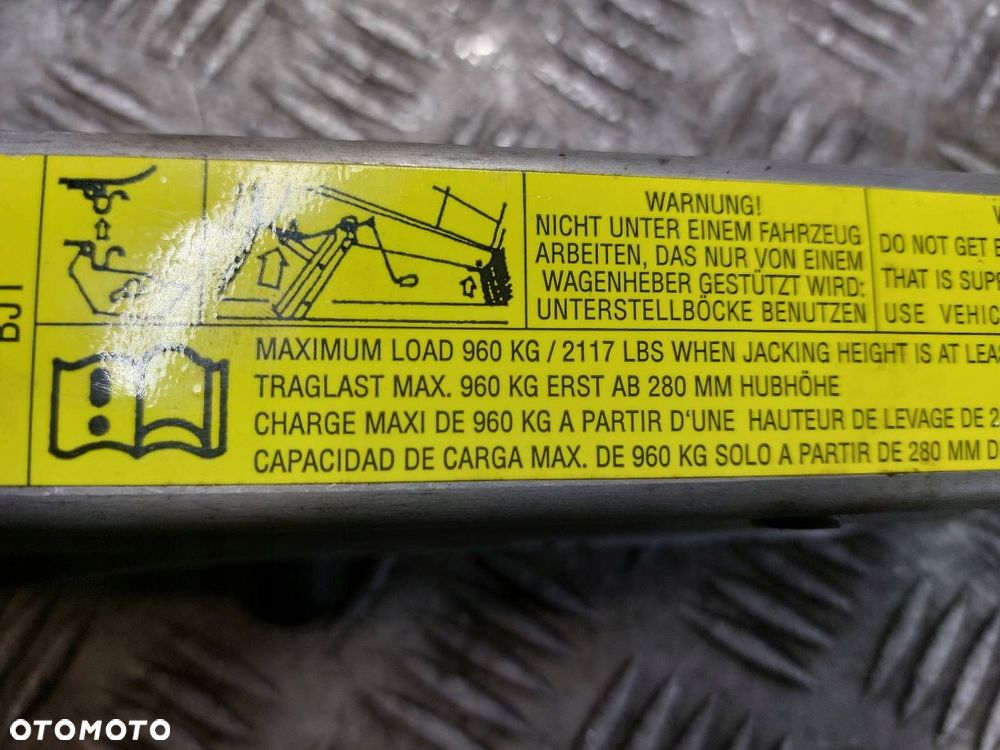 BJ1
WARNUNG!
NICHT UNTER EINEM FAHRZEUG
ARBEITEN, DAS NUR VON EINEM
WAGENHEBER GESTÜTZT WIRD:
UNTERSTELLBÖCKE BENUTZEN
DO NOT GET
THAT IS
USE
MAXIMUM LOAD 960 KG / 2117 LBS WHEN JACKING HEIGHT IS AT
TRAGLAST MAX. 960 KG ERST AB 280 MM HUBHÖHE
CHARGE MAXI DE 960 KG A PARTIR D'UNE HAUTEUR DE LEVAGE DE
CAPACIDAD DE CARGA MAX. DE 960 KG SOLO A PARTIR DE 280 MM
OTOMOTO